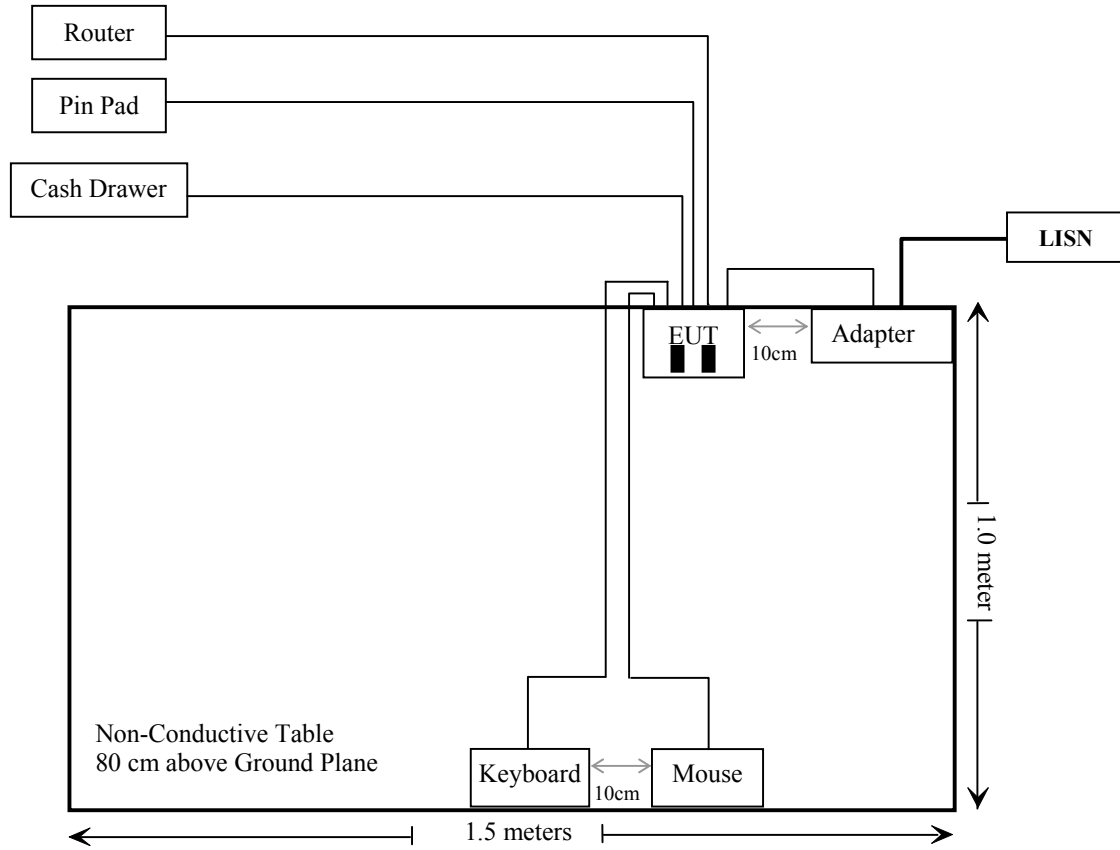 Router
Pin Pad
Cash Drawer
LISN
EUT
10cm
Adapter
1.0 meter
Non-Conductive Table
80 cm above Ground Plane
Keyboard
10cm
Mouse
1.5 meters